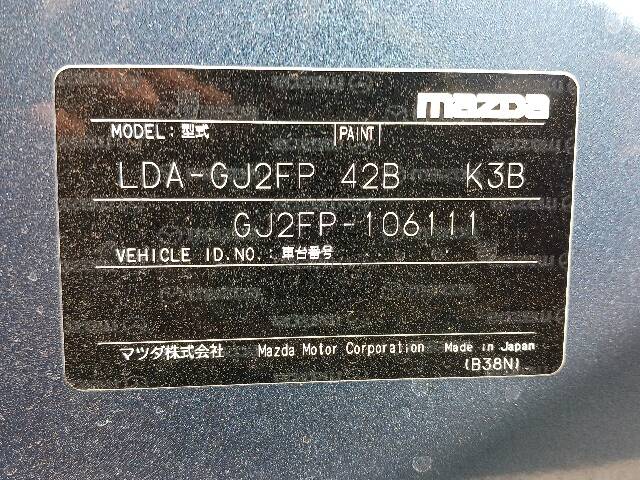 mazda
MODEL: 型式 PAINT
LDA-GJ2FP 42B K3B
GJ2FP-106111
VEHICLE ID.NO.: 車台番号
マツダ株式会社 Mazda Motor Corporation Made in Japan
(B38N)